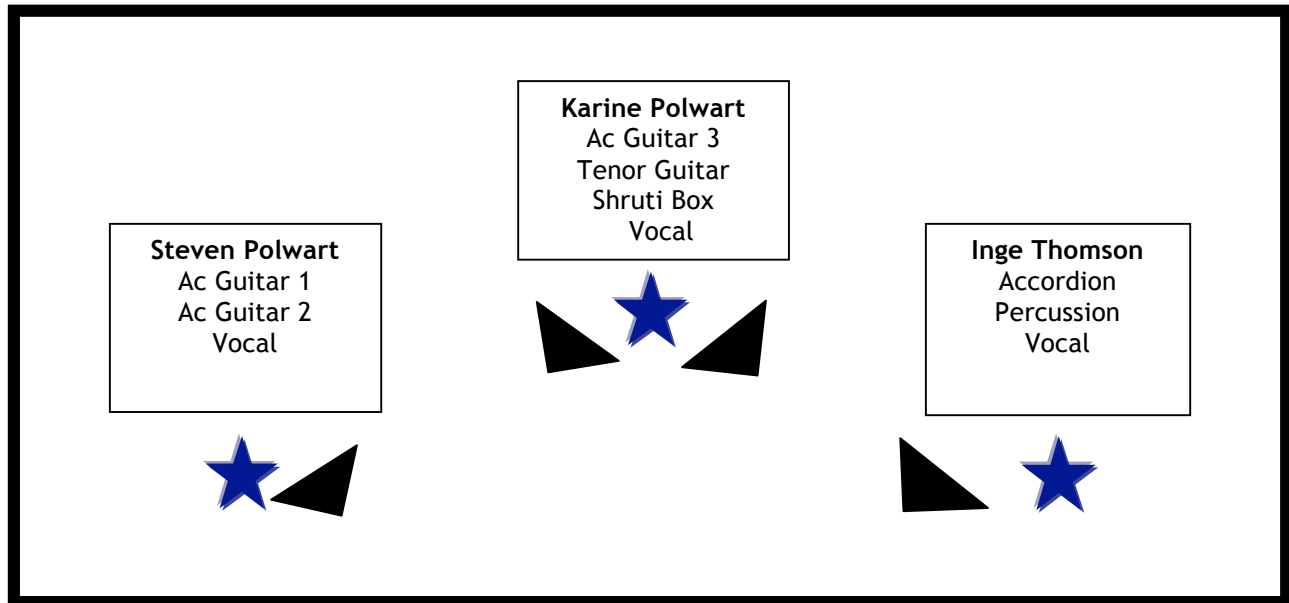 Karine Polwart
Ac Guitar 3
Tenor Guitar
Shruti Box
Vocal
Steven Polwart
Ac Guitar 1
Ac Guitar 2
Vocal
Inge Thomson
Accordion
Percussion
Vocal